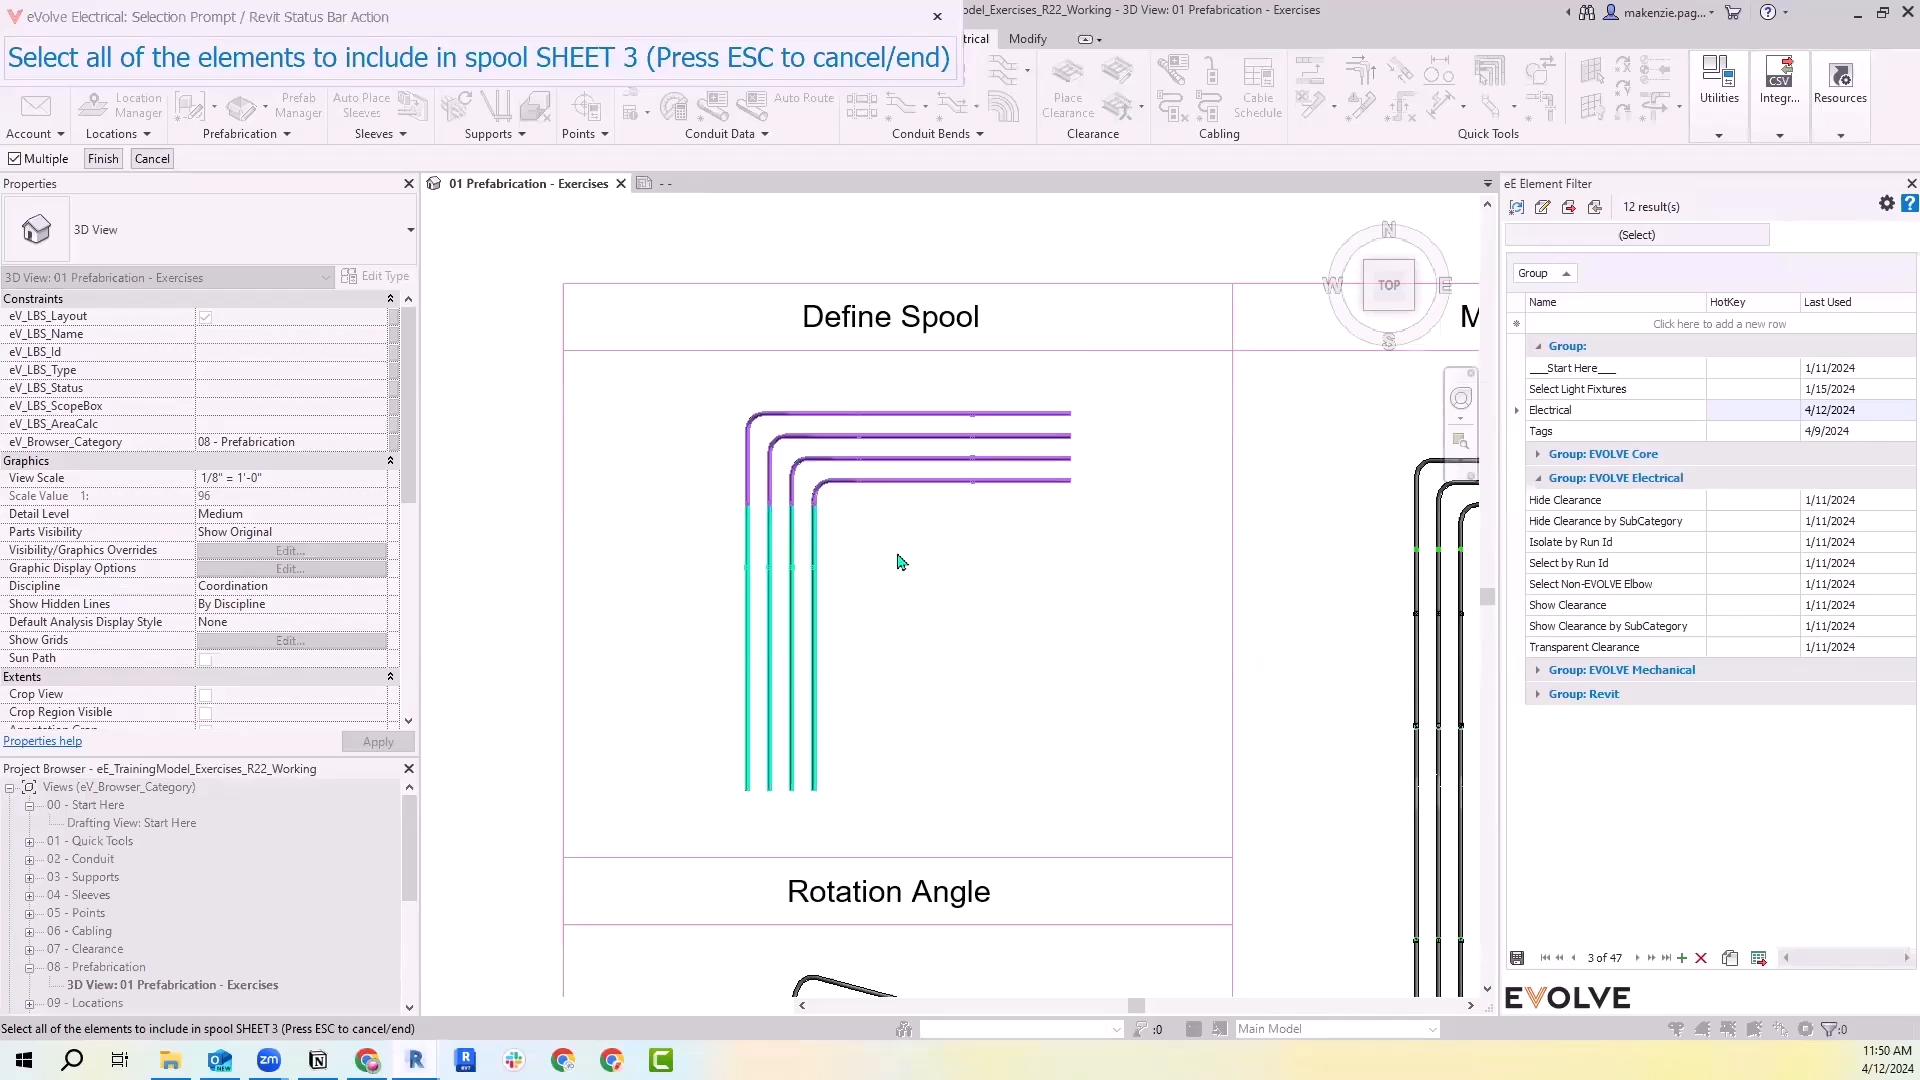 eVolve Electrical: Selection Prompt / Revit Status Bar Action
odel_Exercises_R22_Working - 3D View: 01 Prefabrication - Exercises
makenzie.pag...
Select all of the elements to include in spool SHEET 3 (Press ESC to cancel/end)
trical
Modify
Location Manager
Prefab Manager
Auto Place Sleeves
Auto Route
Place Clearance
Cable Schedule
Utilities
Integr...
Resources
CSV
Account
Locations
Prefabrication
Sleeves
Supports
Points
Conduit Data
Conduit Bends
Clearance
Cabling
Quick Tools
Multiple
Finish
Cancel
Properties
3D View
3D View: 01 Prefabrication - Exercises
Edit Type
Constraints
eV_LBS_Layout
eV_LBS_Name
eV_LBS_Id
eV_LBS_Type
eV_LBS_Status
eV_LBS_ScopeBox
eV_LBS_AreaCalc
eV_Browser_Category 08 - Prefabrication
Graphics
View Scale 1/8" = 1'-0"
Scale Value 1: 96
Detail Level Medium
Parts Visibility Show Original
Visibility/Graphics Overrides Edit...
Graphic Display Options Edit...
Discipline Coordination
Show Hidden Lines By Discipline
Default Analysis Display Style None
Show Grids Edit...
Sun Path
Extents
Crop View
Crop Region Visible
Properties help
Apply
Project Browser - eE_TrainingModel_Exercises_R22_Working
Views (eV_Browser_Category)
00 - Start Here
Drafting View: Start Here
01 - Quick Tools
02 - Conduit
03 - Supports
04 - Sleeves
05 - Points
06 - Cabling
07 - Clearance
08 - Prefabrication
3D View: 01 Prefabrication - Exercises
09 - Locations
01 Prefabrication - Exercises
- -
Define Spool
M
N
W
TOP
E
S
Rotation Angle
eE Element Filter
12 result(s)
(Select)
Group
Name HotKey Last Used
Click here to add a new row
Group:
___Start Here___ 1/11/2024
Select Light Fixtures 1/15/2024
Electrical 4/12/2024
Tags 4/9/2024
Group: EVOLVE Core
Group: EVOLVE Electrical
Hide Clearance 1/11/2024
Hide Clearance by SubCategory 1/11/2024
Isolate by Run Id 1/11/2024
Select by Run Id 1/11/2024
Select Non-EVOLVE Elbow 1/11/2024
Show Clearance 1/11/2024
Show Clearance by SubCategory 1/11/2024
Transparent Clearance 1/11/2024
Group: EVOLVE Mechanical
Group: Revit
3 of 47
EVOLVE
Select all of the elements to include in spool SHEET 3 (Press ESC to cancel/end)
:0
Main Model
:0
11:50 AM
4/12/2024